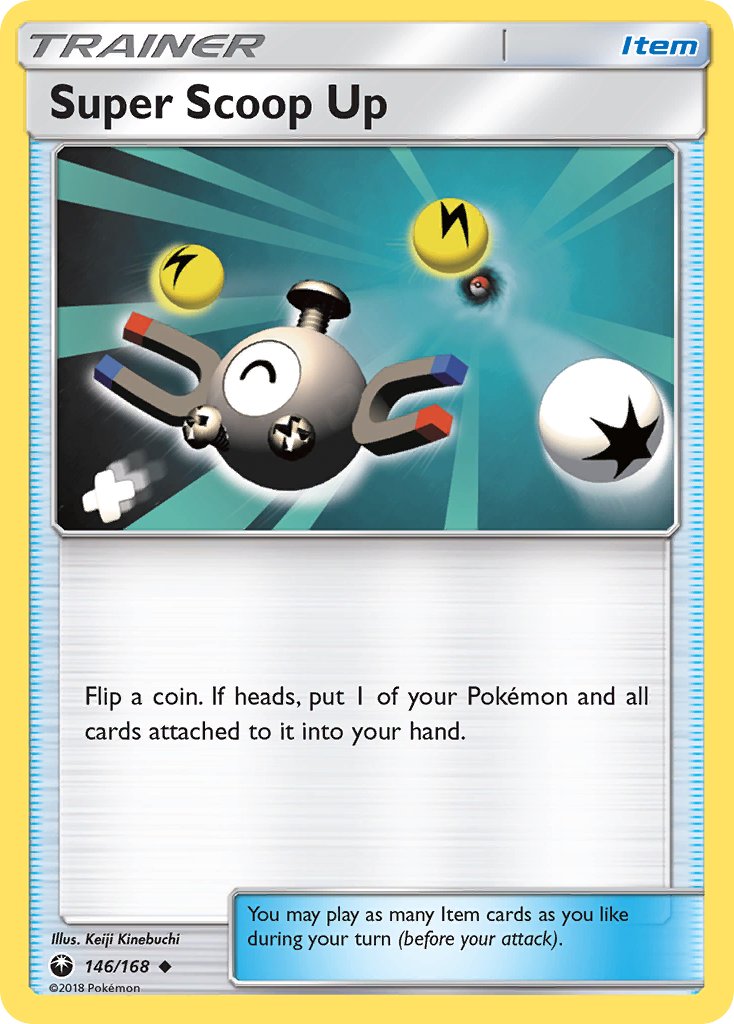 TRAINER
Item
Super Scoop Up
Flip a coin. If heads, put 1 of your Pokémon and all
cards attached to it into your hand.
You may play as many Item cards as you like
during your turn (before your attack).
Illus. Keiji Kinebuchi
146/168
©2018 Pokémon